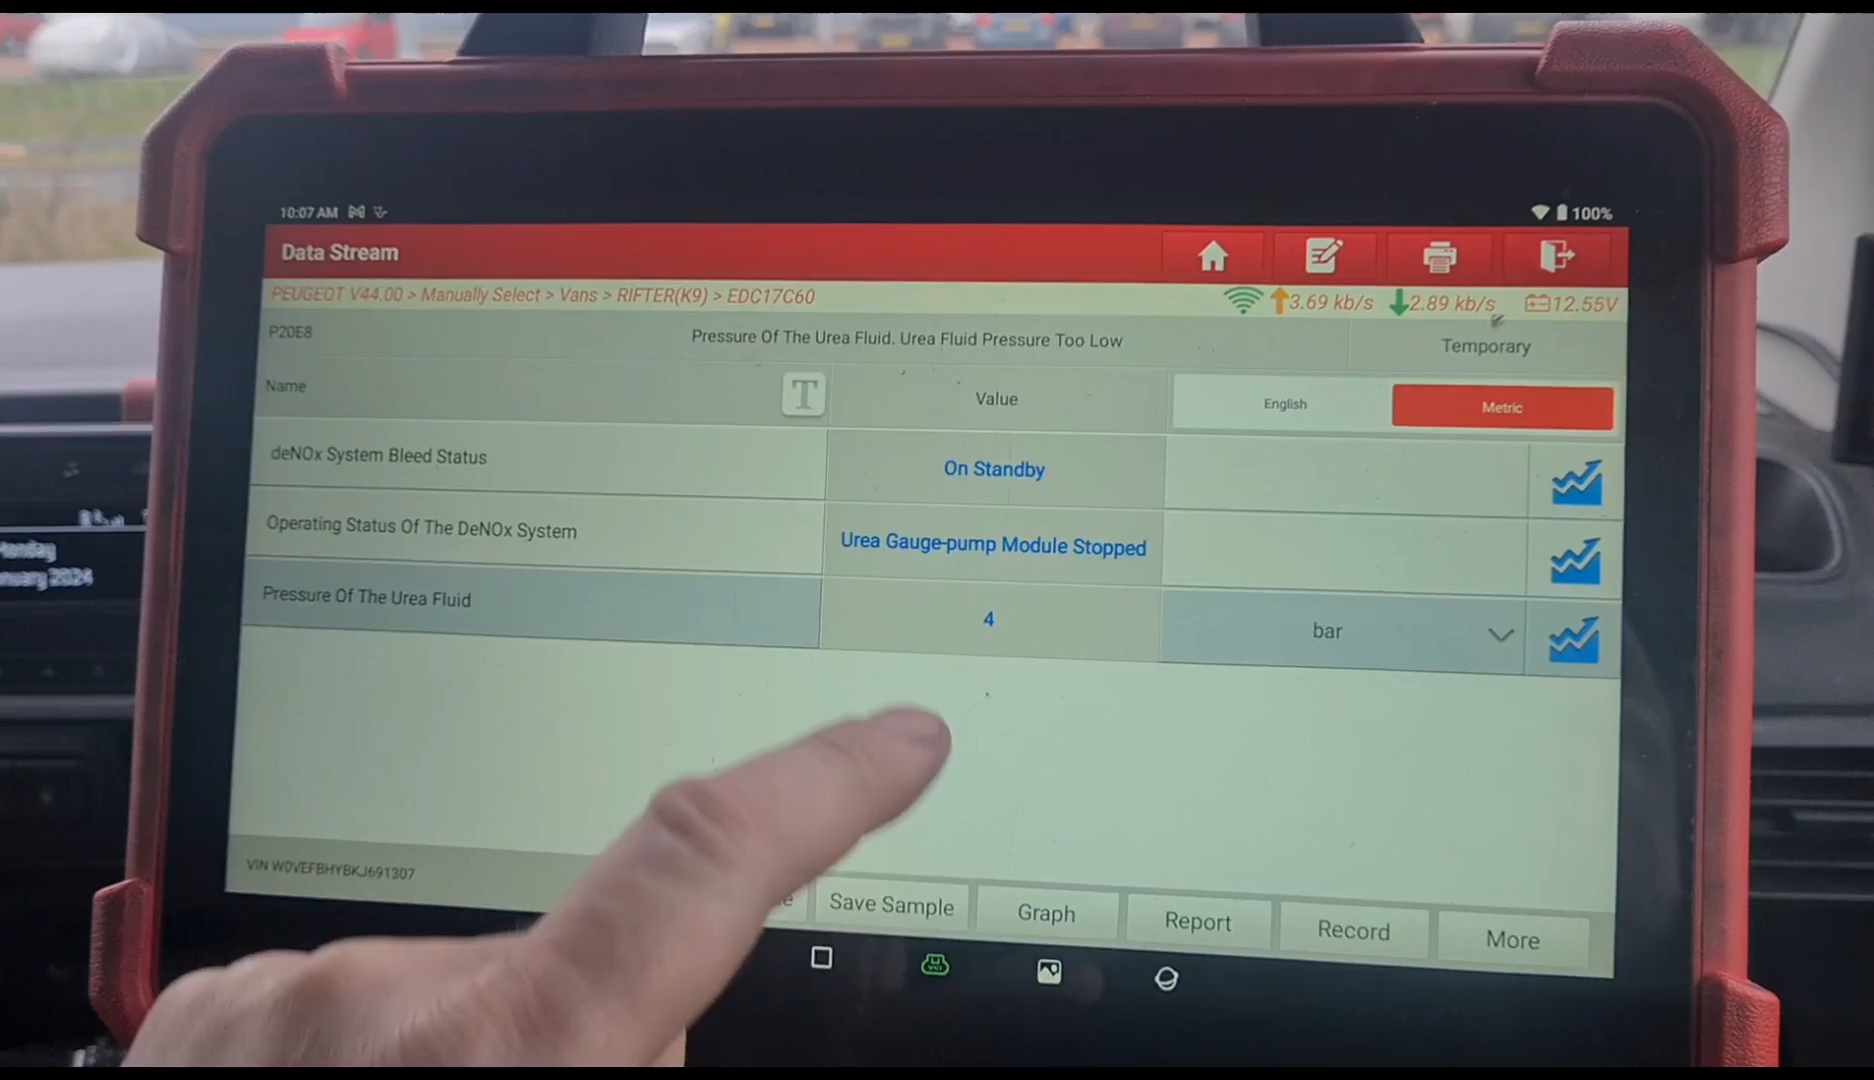 10:07 AM
100%
Data Stream
PEUGEOT V44.00 > Manually Select > Vans > RIFTER(K9) > EDC17C60
3.69 kb/s
2.89 kb/s
12.55V
P20E8
Pressure Of The Urea Fluid. Urea Fluid Pressure Too Low
Temporary
Name
T
Value
English
Metric
deNOx System Bleed Status
On Standby
Operating Status Of The DeNOx System
Urea Gauge-pump Module Stopped
Pressure Of The Urea Fluid
4
bar
VIN W0VEFBHYBKJ691307
Save Sample
Graph
Report
Record
More
VCI
2024